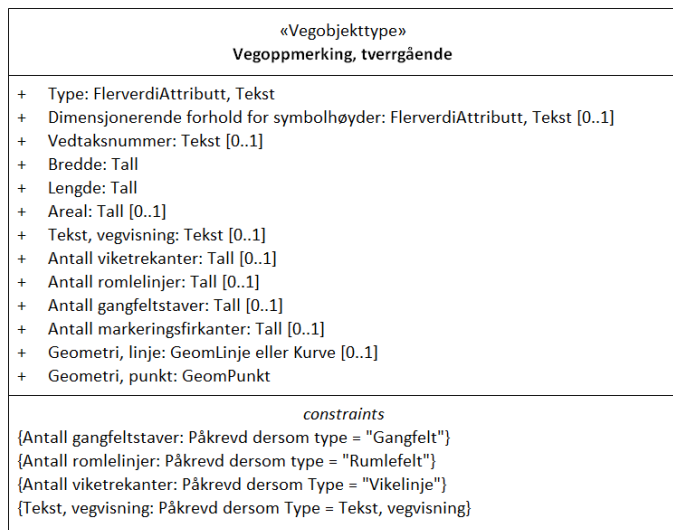 «Vegobjekttype»
Vegoppmerking, tverrgående
+ Type: FlerverdiAttributt, Tekst
+ Dimensjonerende forhold for symbolhøyder: FlerverdiAttributt, Tekst [0..1]
+ Vedtaksnummer: Tekst [0..1]
+ Bredde: Tall
+ Lengde: Tall
+ Areal: Tall [0..1]
+ Tekst, vegvisning: Tekst [0..1]
+ Antall viketrekanter: Tall [0..1]
+ Antall romlelinjer: Tall [0..1]
+ Antall gangfeltstaver: Tall [0..1]
+ Antall markeringsfirkanter: Tall [0..1]
+ Geometri, linje: GeomLinje eller Kurve [0..1]
+ Geometri, punkt: GeomPunkt
constraints
{Antall gangfeltstaver: Påkrevd dersom type = "Gangfelt"}
{Antall romlelinjer: Påkrevd dersom type = "Rumlefelt"}
{Antall viketrekanter: Påkrevd dersom Type = "Vikelinje"}
{Tekst, vegvisning: Påkrevd dersom Type = Tekst, vegvisning}